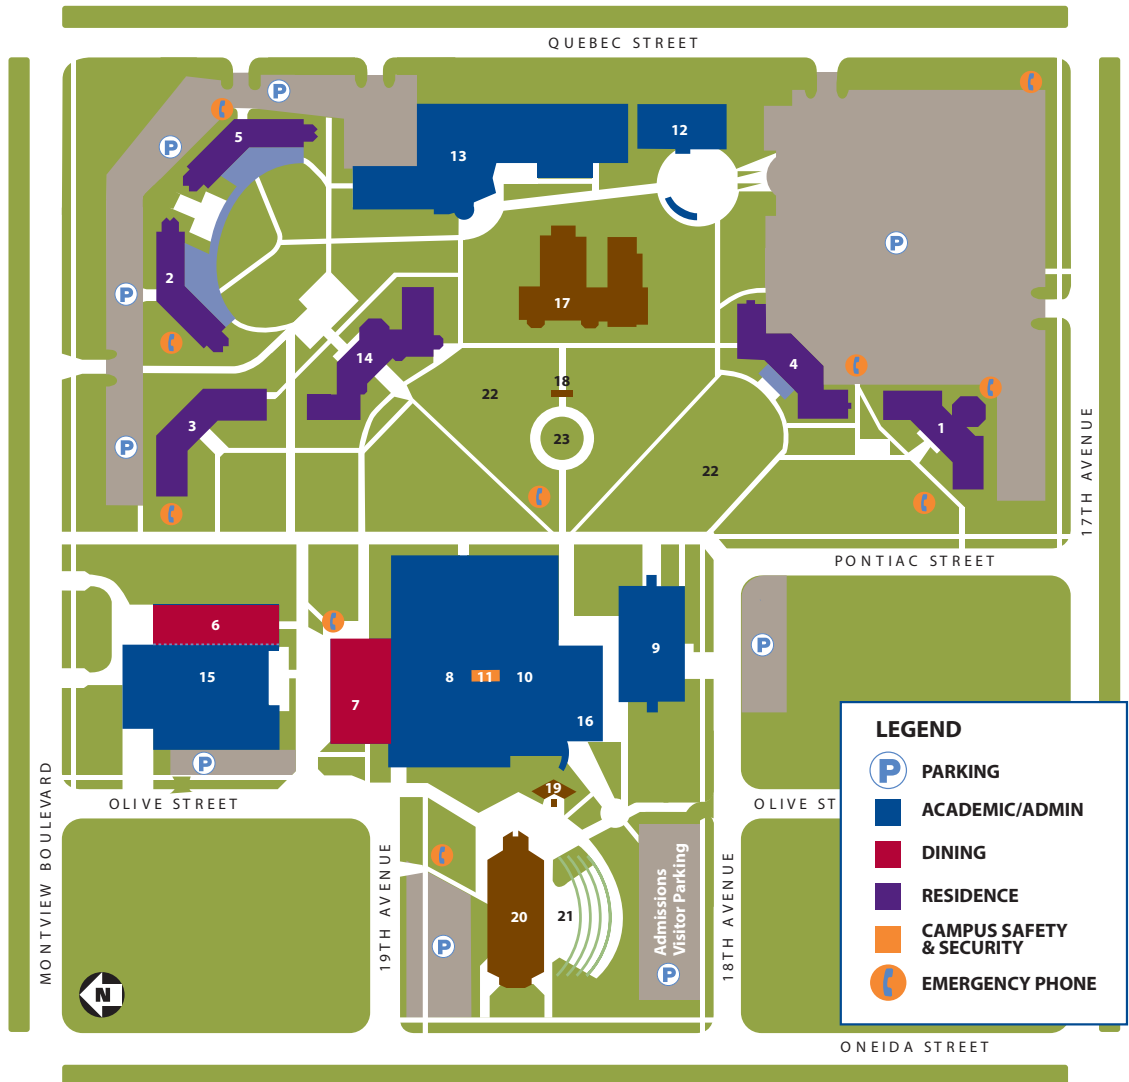 QUEBEC STREET
P
5
12
P
13
P
2
P
17
14
4
18
22
3
1
23
P
22
17TH AVENUE
PONTIAC STREET
6
P
9
15
8
11
10
7
16
LEGEND
P
P PARKING
19
OLIVE STREET
OLIVE ST
ACADEMIC/ADMIN
DINING
MONTVIEW BOULEVARD
19TH AVENUE
Admissions
Visitor Parking
18TH AVENUE
RESIDENCE
20
21
CAMPUS SAFETY
& SECURITY
P
P
N
EMERGENCY PHONE
ONEIDA STREET